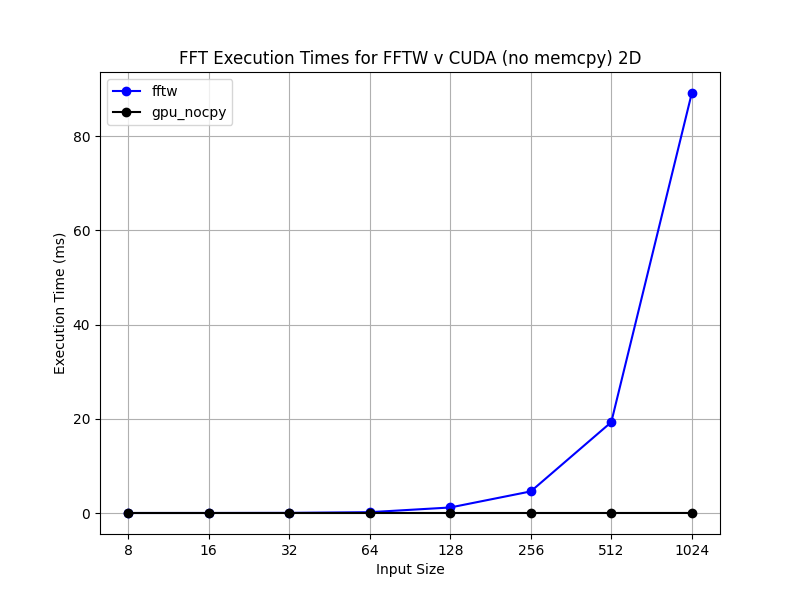 FFT Execution Times for FFTW v CUDA (no memcpy) 2D
fftw
gpu_nocpy
80
60
40
20
0
Execution Time (ms)
8 16 32 64 128 256 512 1024
Input Size